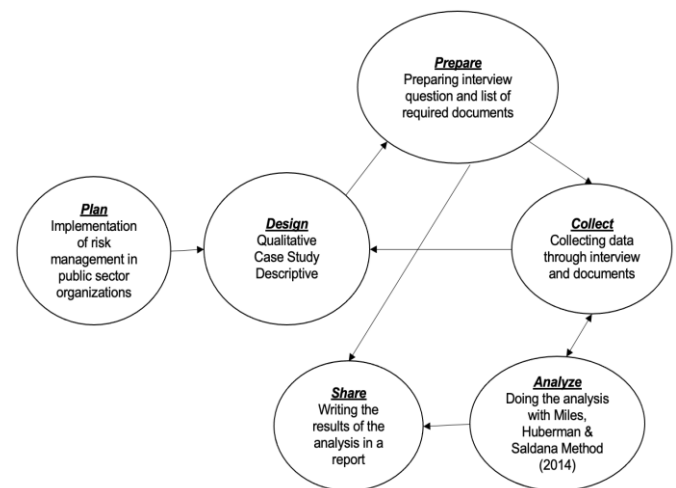 Prepare
Preparing interview
question and list of
required documents
Plan
Implementation
of risk
management in
public sector
organizations
Design
Qualitative
Case Study
Descriptive
Collect
Collecting data
through interview
and documents
Share
Writing the
results of the
analysis in a
report
Analyze
Doing the analysis
with Miles,
Huberman &
Saldana Method
(2014)